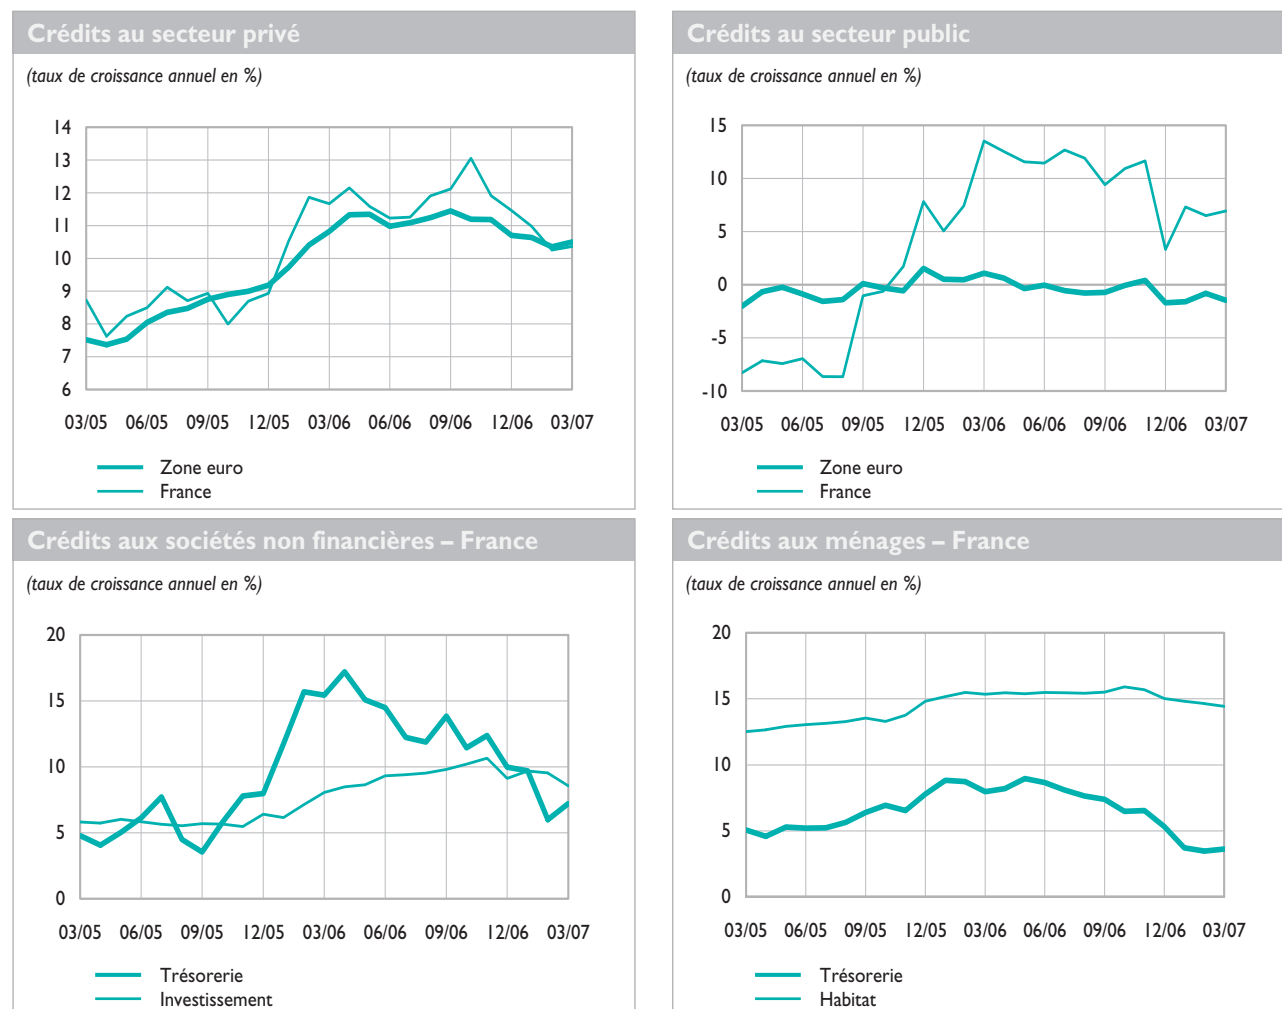 Crédits au secteur privé
(taux de croissance annuel en %)
14
13
12
11
10
9
8
7
6
03/05 06/05 09/05 12/05 03/06 06/06 09/06 12/06 03/07
Zone euro
France
Crédits au secteur public
(taux de croissance annuel en %)
15
10
5
0
-5
-10
03/05 06/05 09/05 12/05 03/06 06/06 09/06 12/06 03/07
Zone euro
France
Crédits aux sociétés non financières – France
(taux de croissance annuel en %)
20
15
10
5
0
03/05 06/05 09/05 12/05 03/06 06/06 09/06 12/06 03/07
Trésorerie
Investissement
Crédits aux ménages – France
(taux de croissance annuel en %)
20
15
10
5
0
03/05 06/05 09/05 12/05 03/06 06/06 09/06 12/06 03/07
Trésorerie
Habitat